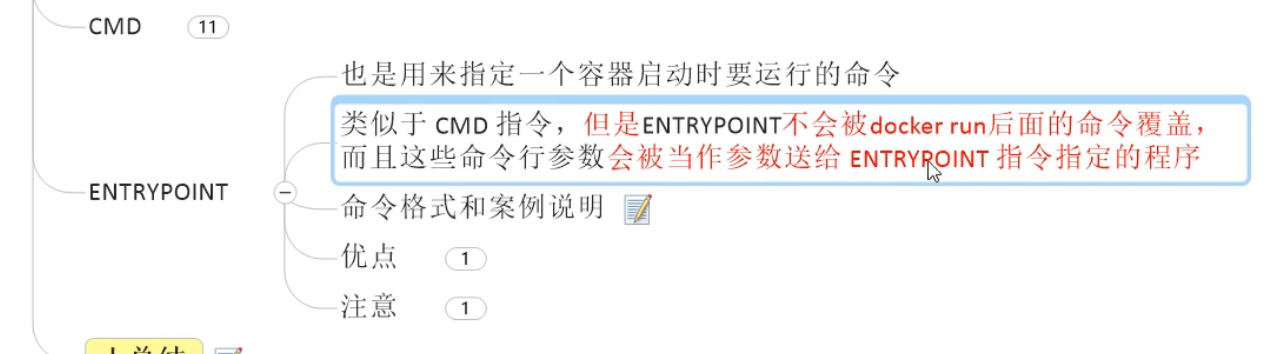 CMD 11
也是用来指定一个容器启动时要运行的命令
类似于 CMD 指令，但是ENTRYPOINT不会被docker run后面的命令覆盖，
而且这些命令行参数会被当作参数送给 ENTRYPOINT 指令指定的程序
ENTRYPOINT
命令格式和案例说明
优点 1
注意 1